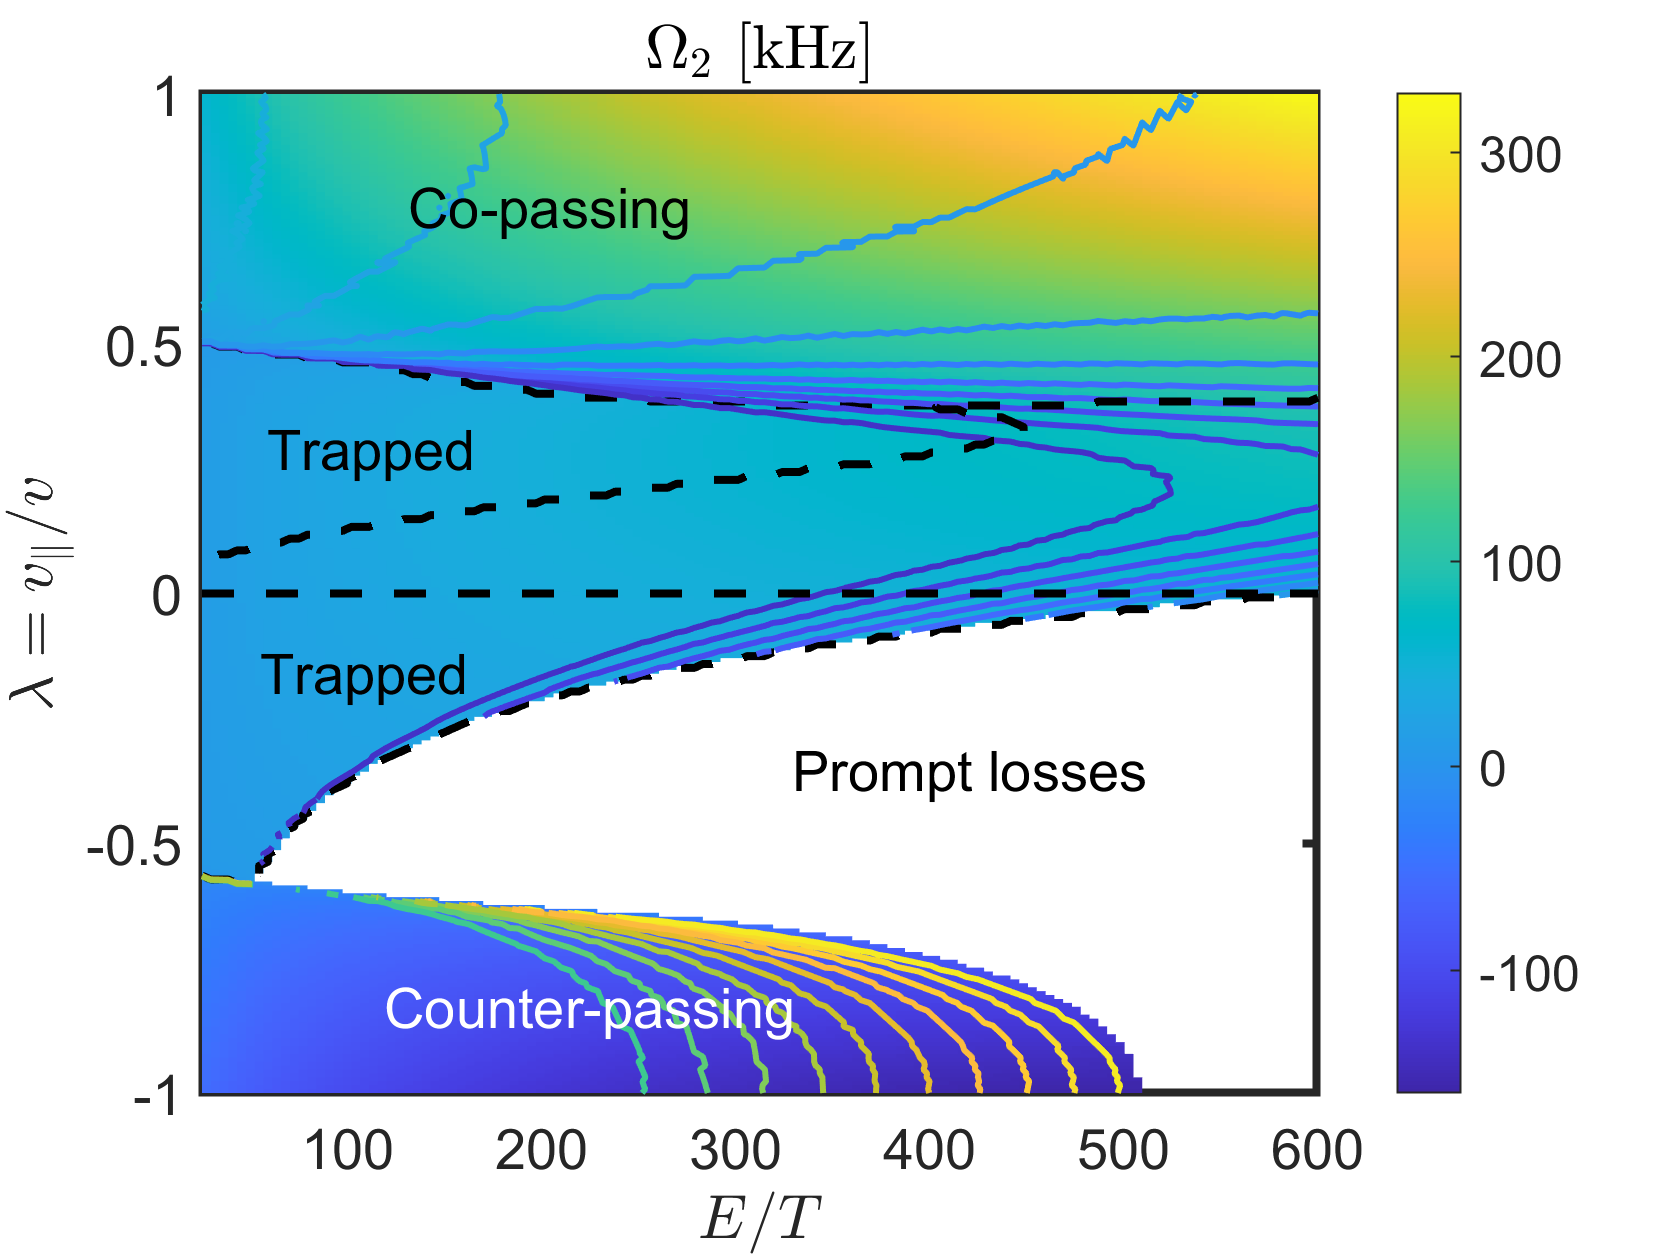 Ω₂ [kHz]
1
0.5
0
-0.5
-1
λ = v∥/v
Co-passing
Trapped
Trapped
Prompt losses
Counter-passing
100 200 300 400 500 600
E/T
300
200
100
0
-100